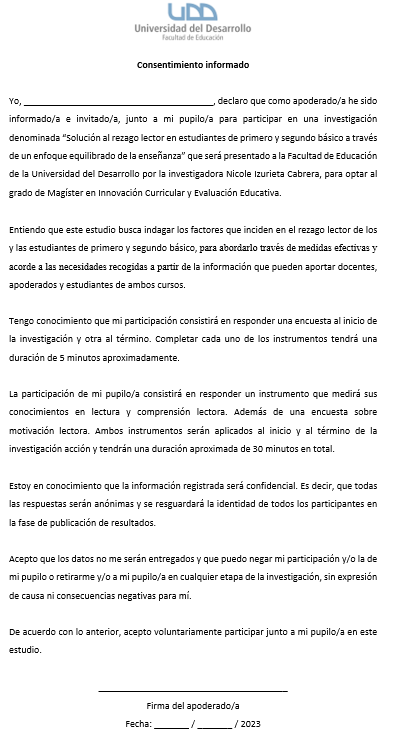 UDD
Universidad del Desarrollo
Facultad de Educación
Consentimiento informado
Yo, ________________________________________, declaro que como apoderado/a he sido
informado/a e invitado/a, junto a mi pupilo/a para participar en una investigación
denominada “Solución al rezago lector en estudiantes de primero y segundo básico a través
de un enfoque equilibrado de la enseñanza” que será presentado a la Facultad de Educación
de la Universidad del Desarrollo por la investigadora Nicole Izurieta Cabrera, para optar al
grado de Magíster en Innovación Curricular y Evaluación Educativa.
Entiendo que este estudio busca indagar los factores que inciden en el rezago lector de los
y las estudiantes de primero y segundo básico, para abordarlo través de medidas efectivas y
acorde a las necesidades recogidas a partir de la información que pueden aportar docentes,
apoderados y estudiantes de ambos cursos.
Tengo conocimiento que mi participación consistirá en responder una encuesta al inicio de
la investigación y otra al término. Completar cada uno de los instrumentos tendrá una
duración de 5 minutos aproximadamente.
La participación de mi pupilo/a consistirá en responder un instrumento que medirá sus
conocimientos en lectura y comprensión lectora. Además de una encuesta sobre
motivación lectora. Ambos instrumentos serán aplicados al inicio y al término de la
investigación acción y tendrán una duración aproximada de 30 minutos en total.
Estoy en conocimiento que la información registrada será confidencial. Es decir, que todas
las respuestas serán anónimas y se resguardará la identidad de todos los participantes en
la fase de publicación de resultados.
Acepto que los datos no me serán entregados y que puedo negar mi participación y/o la de
mi pupilo o retirarme y/o a mi pupilo/a en cualquier etapa de la investigación, sin expresión
de causa ni consecuencias negativas para mí.
De acuerdo con lo anterior, acepto voluntariamente participar junto a mi pupilo/a en este
estudio.
________________________________________
Firma del apoderado/a
Fecha: _______ / _______ / 2023